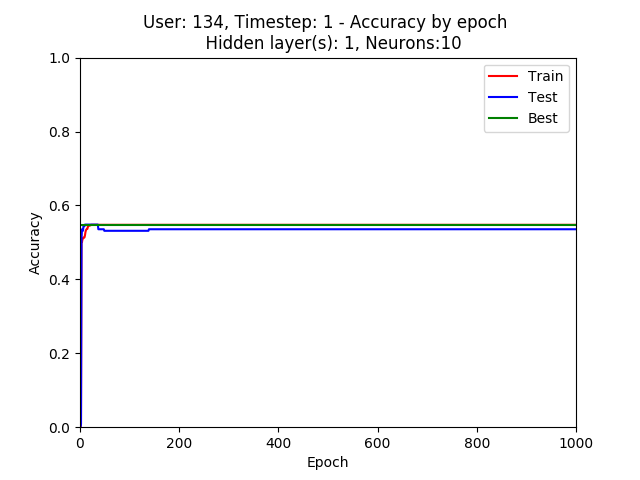 User: 134, Timestep: 1 - Accuracy by epoch
Hidden layer(s): 1, Neurons:10
Train
Test
Best
Accuracy
1.0
0.8
0.6
0.4
0.2
0.0
0 200 400 600 800 1000
Epoch